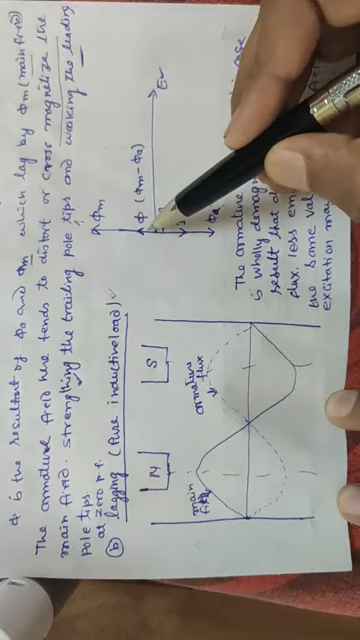 φ is the resultant of φa and φm which lag by φm (main field)
The armature field here tends to distort or cross magnetize the
main field. strengthing the trailing pole tips and weaking the leading
pole tips
at zero p.f.
(b) lagging (Pure inductive load)
N
S
main
field
armature
flux
φm
φ (φm - φa)
φa
The armature
is wholly demag
result that
flux. less em
the same val
excitation ma